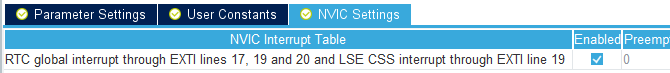 Parameter Settings User Constants NVIC Settings
NVIC Interrupt Table Enabled Preemp
RTC global interrupt through EXTI lines 17, 19 and 20 and LSE CSS interrupt through EXTI line 19 0